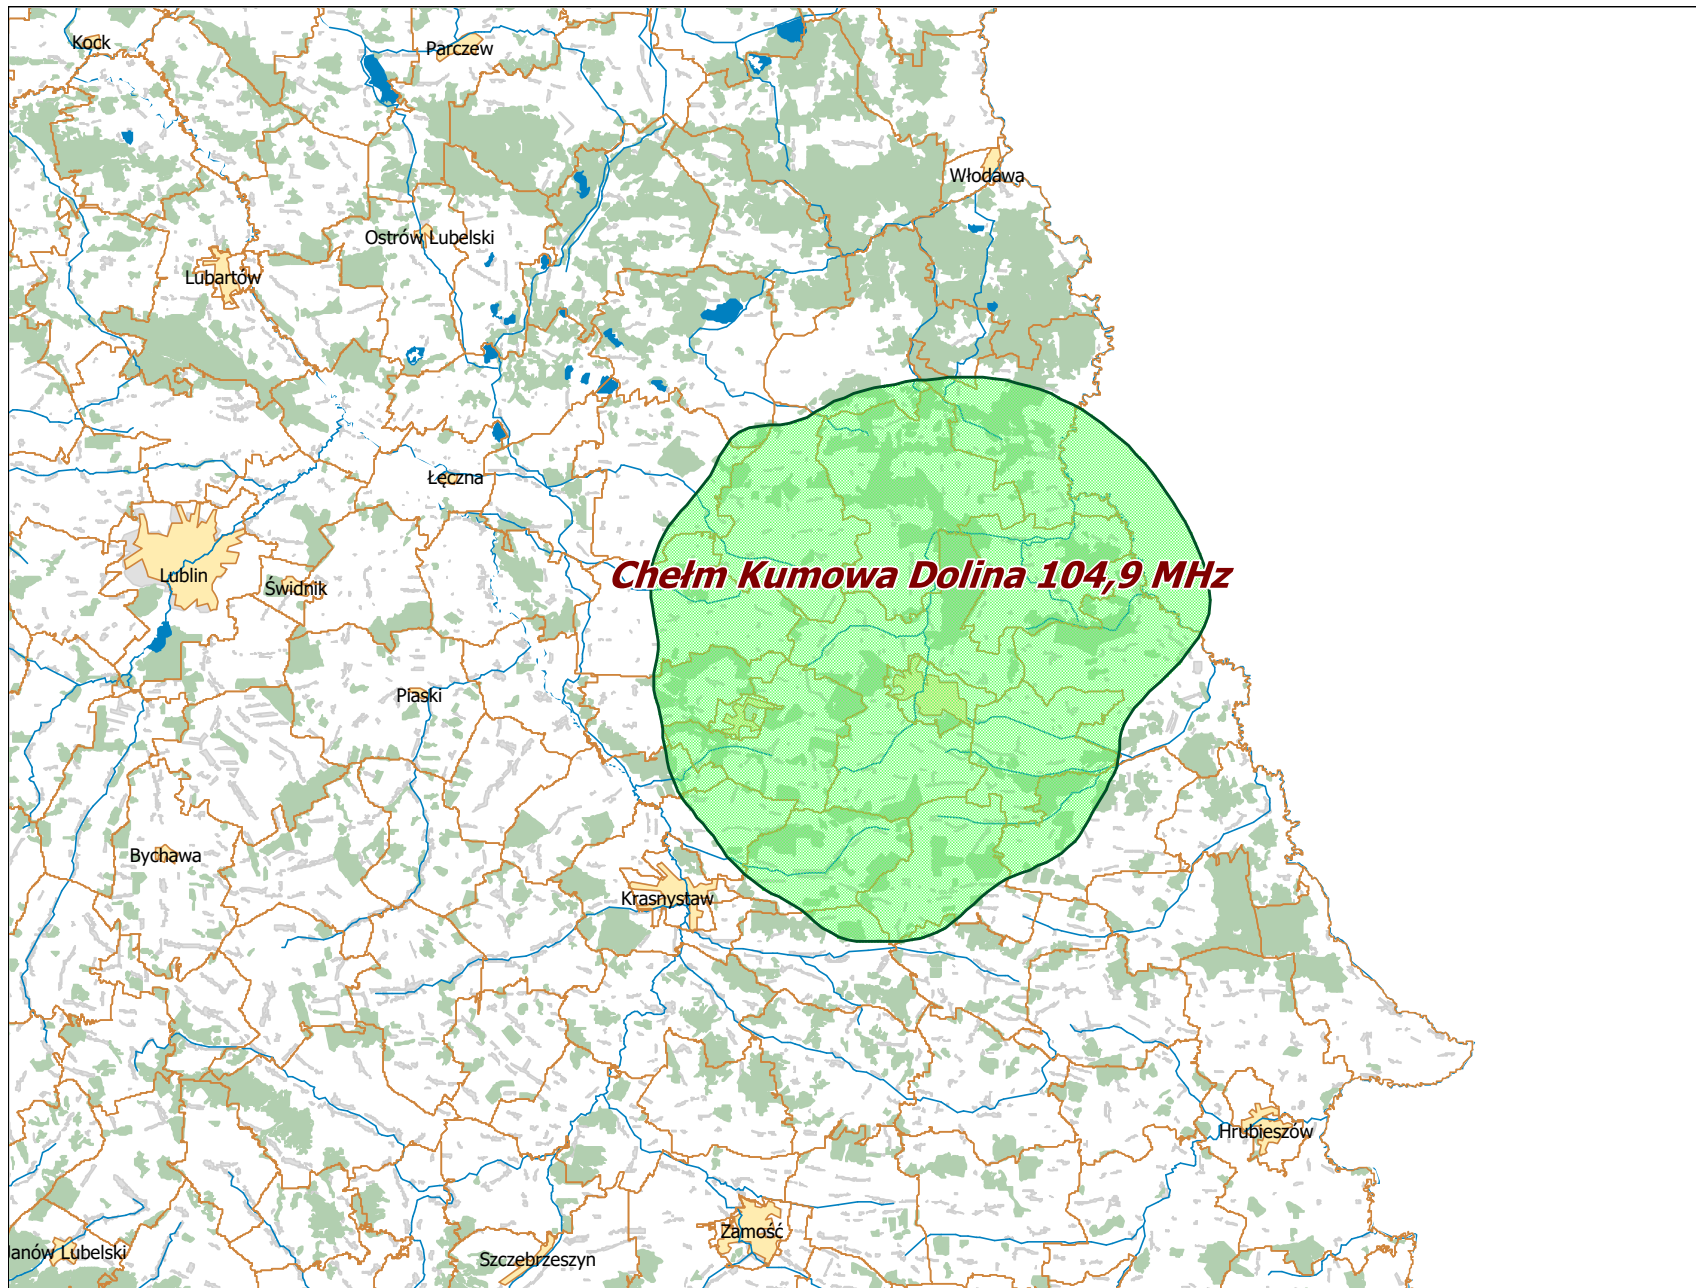 Kock
Parczew
Włodawa
Ostrów Lubelski
Lubartów
Łęczna
Lublin
Świdnik
Chełm Kumowa Dolina 104,9 MHz
Piaski
Bychawa
Krasnystaw
Hrubieszów
Zamość
Janów Lubelski
Szczebrzeszyn